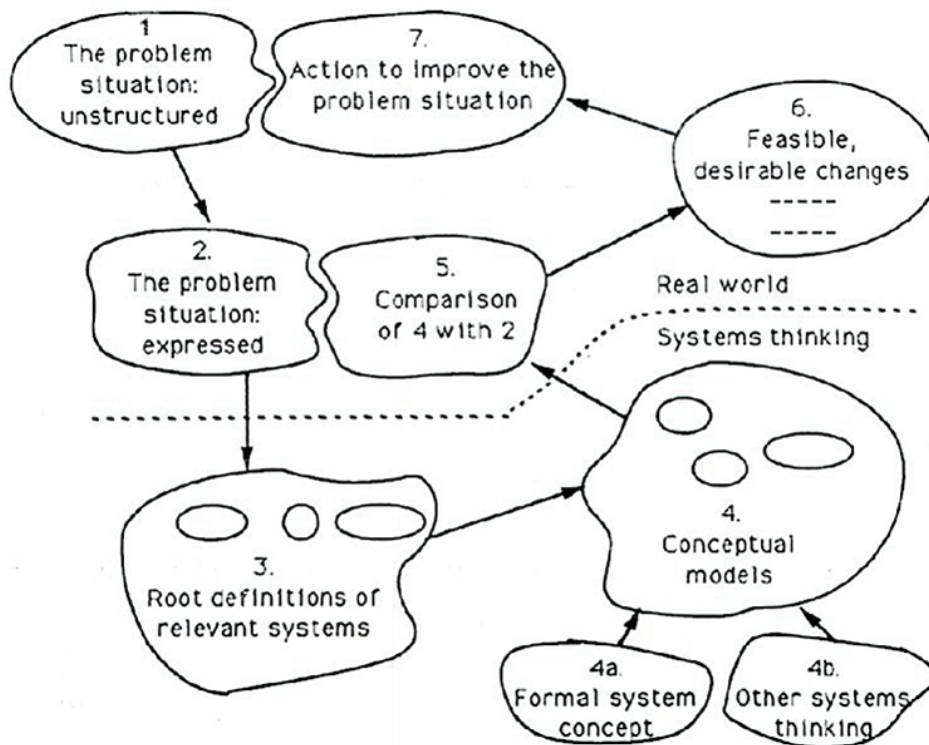 1
The problem
situation:
unstructured
7.
Action to improve the
problem situation
6.
Feasible,
desirable changes
-----
-----
2.
The problem
situation:
expressed
5.
Comparison
of 4 with 2
Real world
Systems thinking
3.
Root definitions of
relevant systems
4.
Conceptual
models
4a.
Formal system
concept
4b.
Other systems
thinking